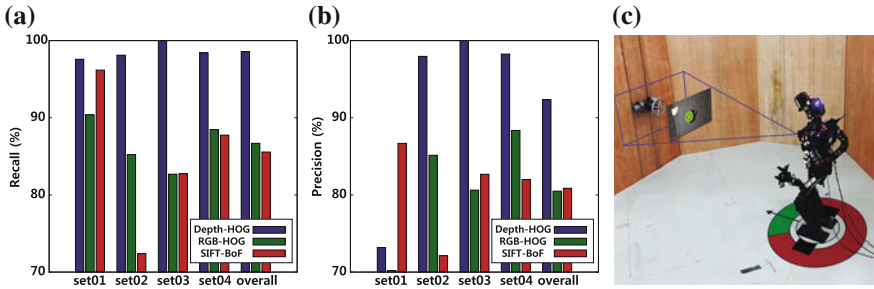 (a)
100
90
80
70
Recall (%)
Depth-HOG
RGB-HOG
SIFT-BoF
set01 set02 set03 set04 overall
(b)
100
90
80
70
Precision (%)
Depth-HOG
RGB-HOG
SIFT-BoF
set01 set02 set03 set04 overall
(c)